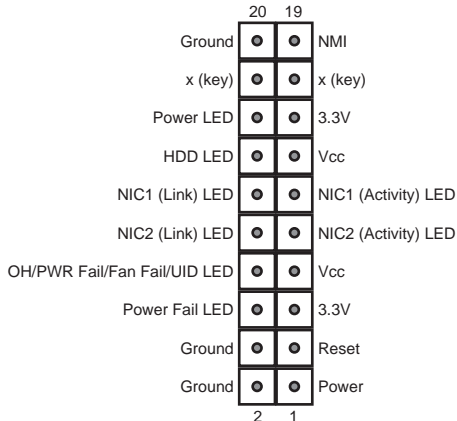 20 19
Ground NMI
x (key) x (key)
Power LED 3.3V
HDD LED Vcc
NIC1 (Link) LED NIC1 (Activity) LED
NIC2 (Link) LED NIC2 (Activity) LED
OH/PWR Fail/Fan Fail/UID LED Vcc
Power Fail LED 3.3V
Ground Reset
Ground Power
2 1